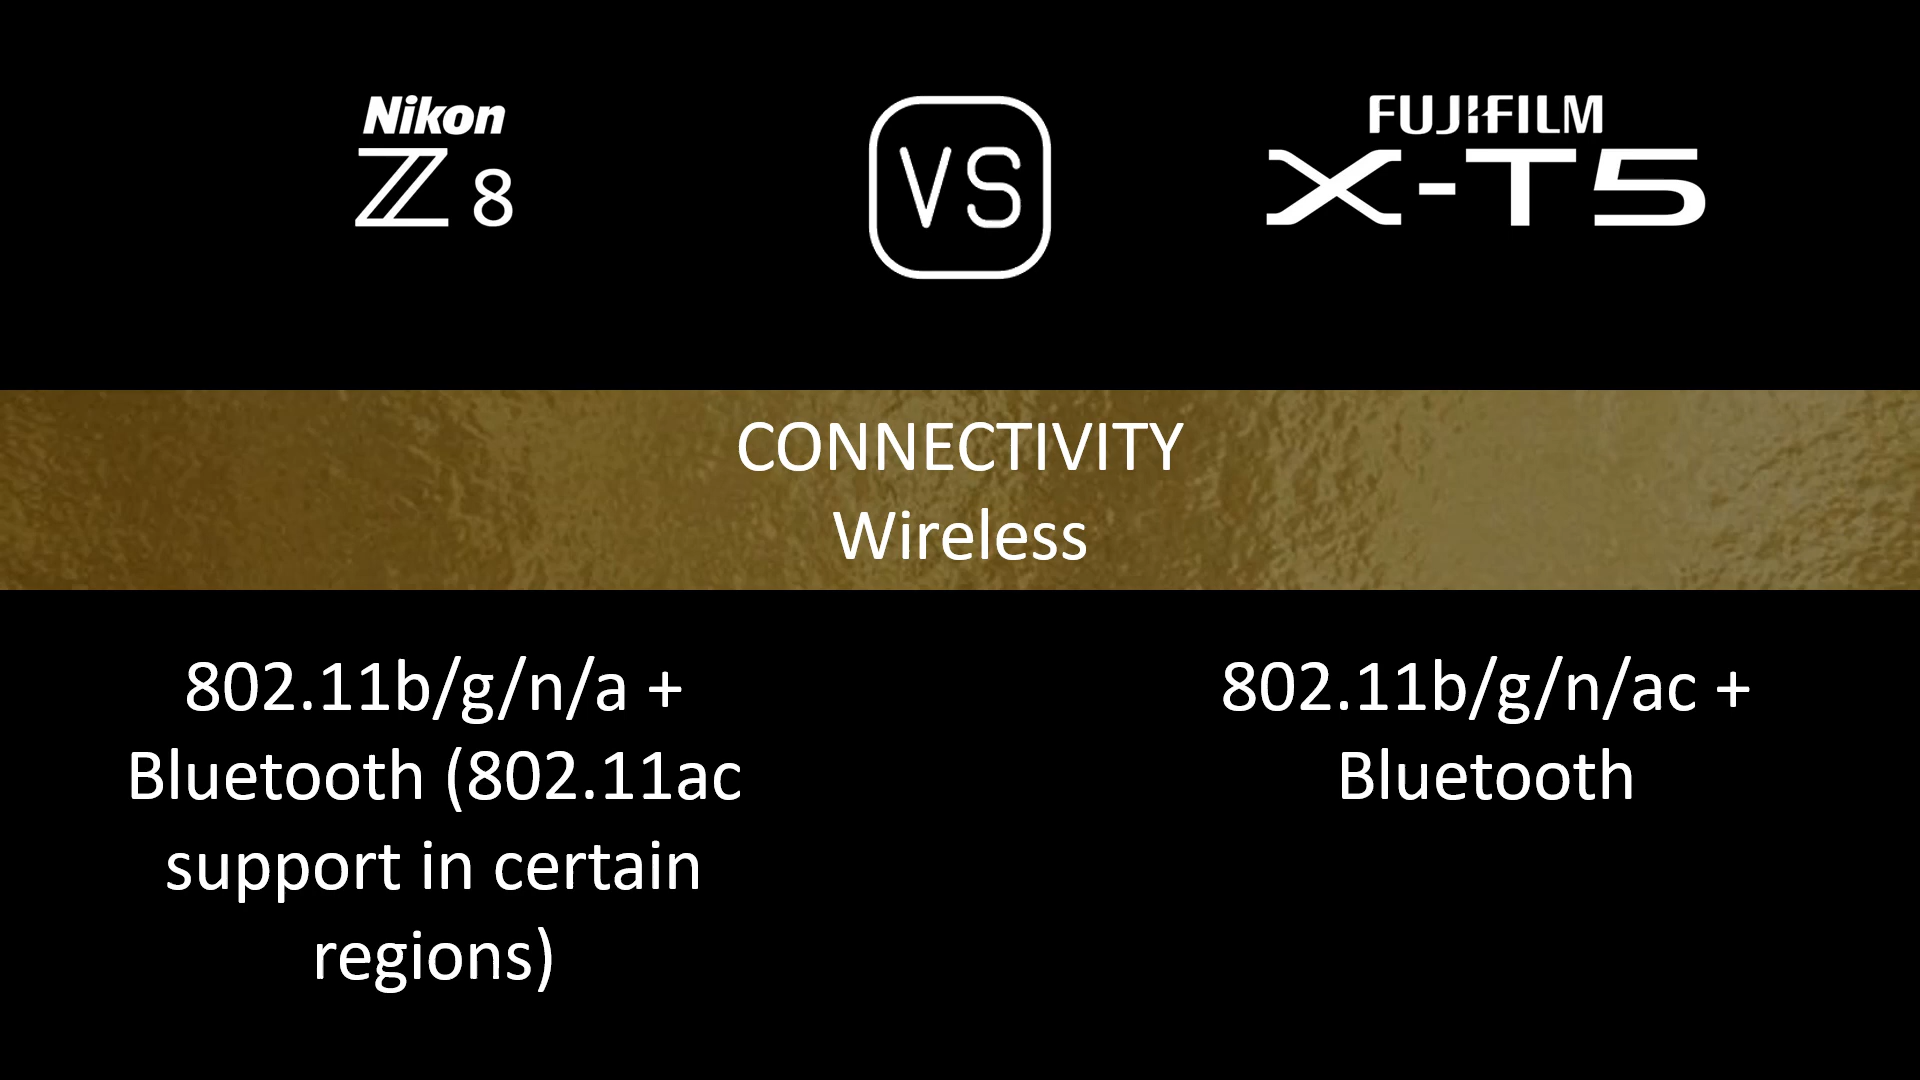 Nikon
Z 8
VS
FUJIFILM
X-T5
CONNECTIVITY
Wireless
802.11b/g/n/a +
Bluetooth (802.11ac
support in certain
regions)
802.11b/g/n/ac +
Bluetooth